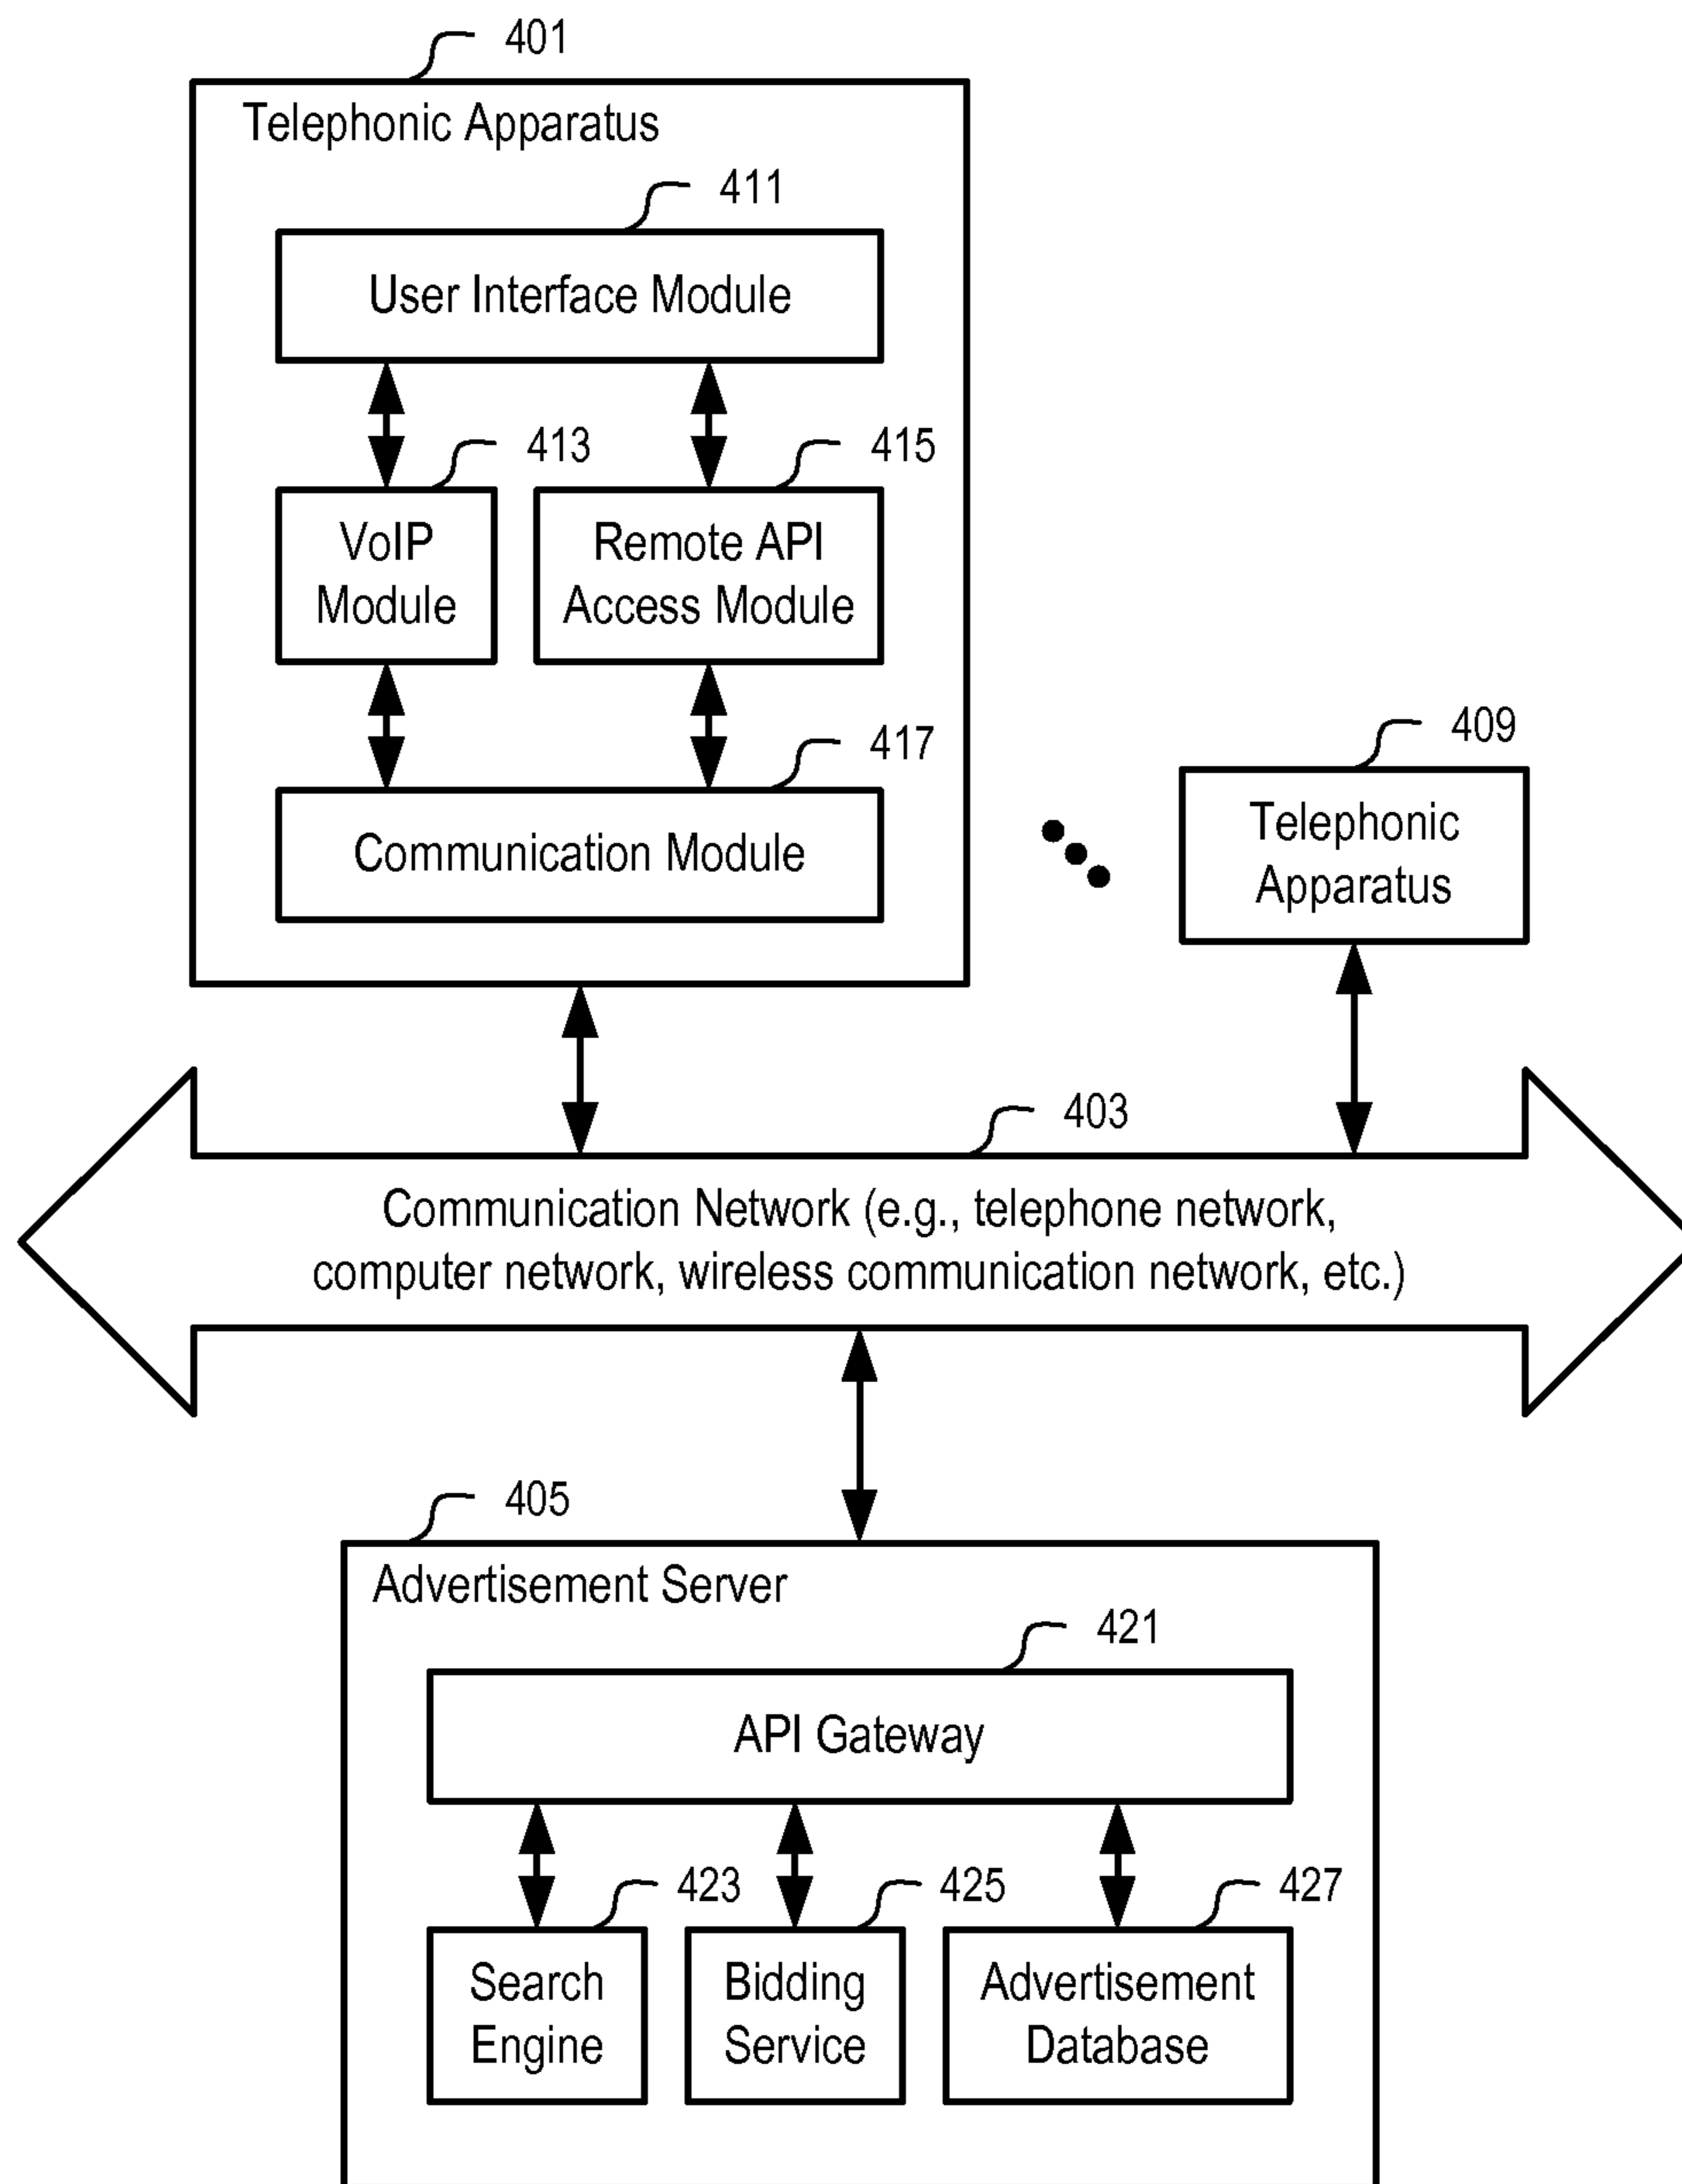 401
Telephonic Apparatus
411
User Interface Module
413
415
VoIP
Module
Remote API
Access Module
417
Communication Module
409
Telephonic
Apparatus
403
Communication Network (e.g., telephone network,
computer network, wireless communication network, etc.)
405
Advertisement Server
421
API Gateway
423
425
427
Search
Engine
Bidding
Service
Advertisement
Database